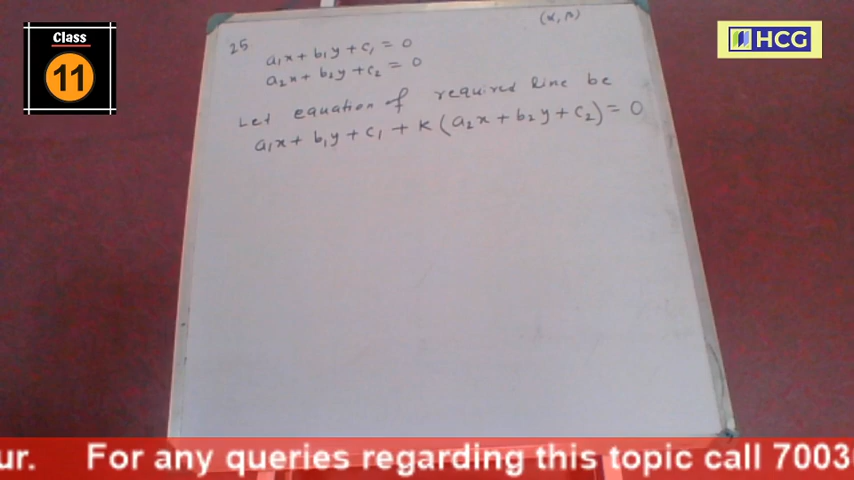 Class
11
HCG
(α, β)
25
a₁x + b₁y + c₁ = 0
a₂x + b₂y + c₂ = 0
Let equation of required line be
a₁x + b₁y + c₁ + K (a₂x + b₂y + c₂) = 0
ur. For any queries regarding this topic call 7003